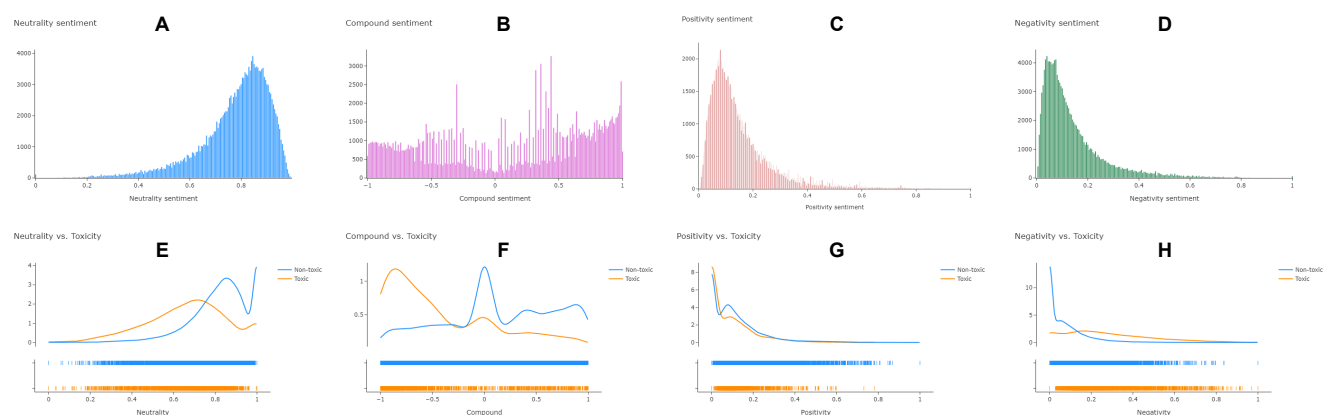 Neutrality sentiment
A
4000
3000
2000
1000
0
0
0.2
0.4
0.6
0.8
Neutrality sentiment
Compound sentiment
B
3000
2500
2000
1500
1000
500
0
−1
−0.5
0
0.5
1
Compound sentiment
Positivity sentiment
C
2000
1500
1000
500
0
0
0.2
0.4
0.6
0.8
1
Positivity sentiment
Negativity sentiment
D
4000
3500
3000
2500
2000
1500
1000
500
0
0
0.2
0.4
0.6
0.8
1
Negativity sentiment
Neutrality vs. Toxicity
E
Non-toxic
Toxic
4
3
2
1
0
0
0.2
0.4
0.6
0.8
1
Neutrality
Compound vs. Toxicity
F
Non-toxic
Toxic
1
0.5
−1
−0.5
0
0.5
1
Compound
Positivity vs. Toxicity
G
Non-toxic
Toxic
8
6
4
2
0
0
0.2
0.4
0.6
0.8
1
Positivity
Negativity vs. Toxicity
H
Non-toxic
Toxic
10
5
0
0
0.2
0.4
0.6
0.8
1
Negativity